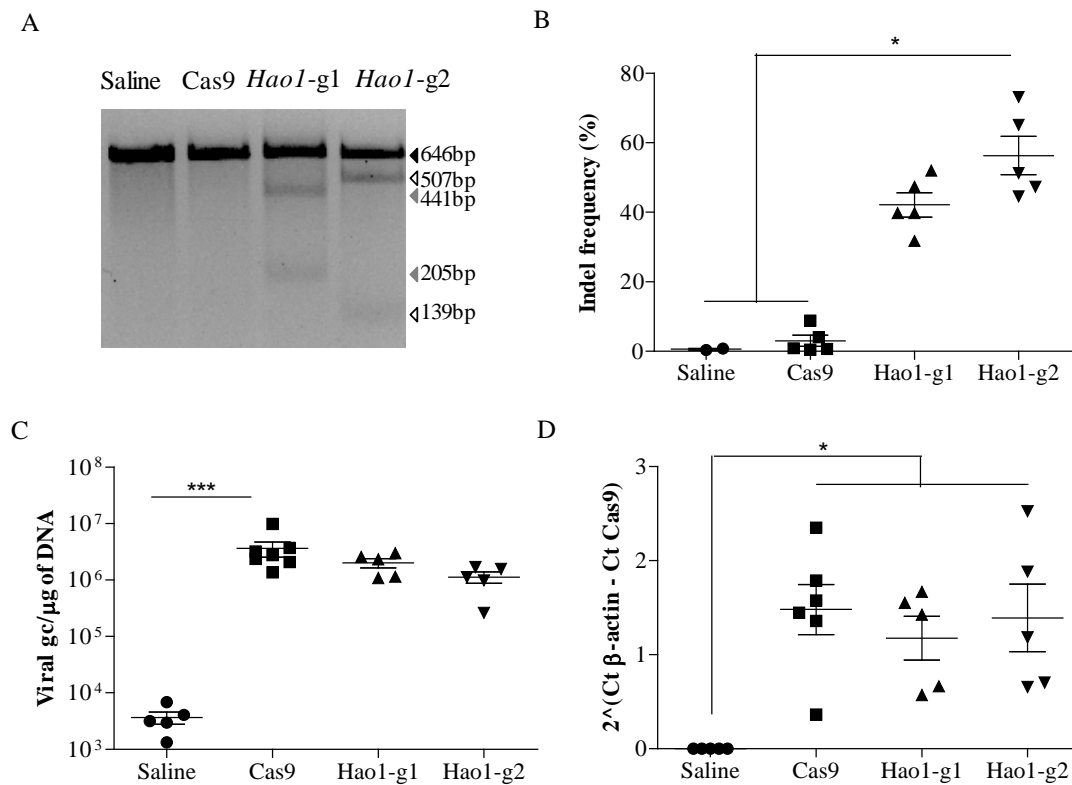 A
Saline Cas9 Hao1-g1 Hao1-g2
646bp
507bp
441bp
205bp
139bp
B
*
Indel frequency (%)
80
60
40
20
0
Saline Cas9 Hao1-g1 Hao1-g2
C
***
Viral gc/µg of DNA
10^8
10^7
10^6
10^5
10^4
10^3
Saline Cas9 Hao1-g1 Hao1-g2
D
*
2^(Ct β-actin - Ct Cas9)
3
2
1
0
Saline Cas9 Hao1-g1 Hao1-g2